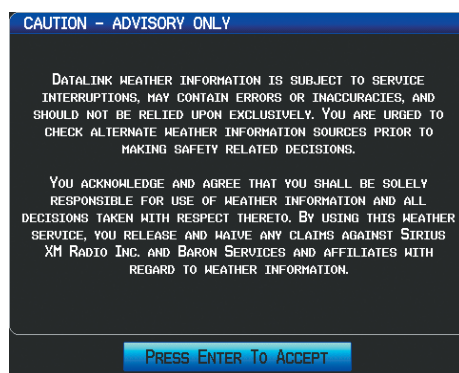 CAUTION – ADVISORY ONLY
DATALINK WEATHER INFORMATION IS SUBJECT TO SERVICE
INTERRUPTIONS, MAY CONTAIN ERRORS OR INACCURACIES, AND
SHOULD NOT BE RELIED UPON EXCLUSIVELY. YOU ARE URGED TO
CHECK ALTERNATE WEATHER INFORMATION SOURCES PRIOR TO
MAKING SAFETY RELATED DECISIONS.
YOU ACKNOWLEDGE AND AGREE THAT YOU SHALL BE SOLELY
RESPONSIBLE FOR USE OF WEATHER INFORMATION AND ALL
DECISIONS TAKEN WITH RESPECT THERETO. BY USING THIS WEATHER
SERVICE, YOU RELEASE AND WAIVE ANY CLAIMS AGAINST SIRIUS
XM RADIO INC. AND BARON SERVICES AND AFFILIATES WITH
REGARD TO WEATHER INFORMATION.
PRESS ENTER TO ACCEPT